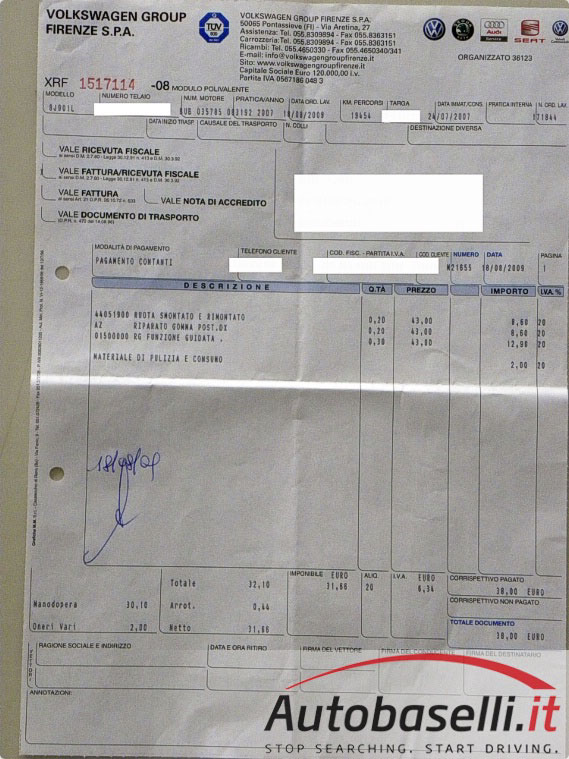 VOLKSWAGEN GROUP
FIRENZE S.P.A.
TÜV
VOLKSWAGEN GROUP FIRENZE S.P.A.
50065 Pontassieve (FI) - Via Aretina, 27
Assistenza: Tel. 055.8309894 - Fax 055.8363151
Carrozzeria: Tel. 055.8309894 - Fax 055.8363151
Ricambi: Tel. 055.4650330 - Fax 055.4650340/341
E-mail: info@volkswagengroupfirenze.it
Sito: www.volkswagengroupfirenze.it
Capitale Sociale Euro 120.000,00 i.v.
Partita IVA 0567186 048 3
Audi
Service
SEAT
ORGANIZZATO 36123
XRF 1517114 -08 MODULO POLIVALENTE
MODELLO NUMERO TELAIO NUM. MOTORE PRATICA/ANNO DATA ORD. LAV. KM. PERCORSI TARGA DATA IMMAT/CONS. PRATICA INTERNA N. ORD. LAV.
BUB 035785 2007 18/08/2009 19454 24/07/2007 171844
DATA INIZIO TRASP. CAUSALE DEL TRASPORTO N. COLLI DESTINAZIONE DIVERSA
VALE RICEVUTA FISCALE
VALE FATTURA/RICEVUTA FISCALE
VALE FATTURA
VALE NOTA DI ACCREDITO
VALE DOCUMENTO DI TRASPORTO
MODALITÀ DI PAGAMENTO TELEFONO CLIENTE COD. FISC. - PARTITA I.V.A. COD. CLIENTE NUMERO DATA PAGINA
PAGAMENTO CONTANTI M21855 18/08/2009 1
DESCRIZIONE Q.TÀ PREZZO IMPORTO I.V.A. %
44051900 RUOTA SMONTATO E RIMONTATO 0,20 43,00 8,60 20
AZ RIPARATO GOMMA POST.DX 0,20 43,00 8,60 20
01500000 RG FUNZIONE GUIDATA . 0,30 43,00 12,90 20
MATERIALE DI PULIZIA E CONSUMO 2,00 20
18/08/09
Totale 32,10
IMPONIBILE EURO ALIQ I.V.A. EURO
31,66 20 6,34
CORRISPETTIVO PAGATO
38,00 EURO
CORRISPETTIVO NON PAGATO
Manodopera 30,10
Arrot. 0,44
Oneri Vari 2,00
Netto 31,66
TOTALE DOCUMENTO
38,00 EURO
RAGIONE SOCIALE E INDIRIZZO DATA E ORA RITIRO FIRMA DEL VETTORE FIRMA DEL CONDUCENTE FIRMA DEL DESTINATARIO
ANNOTAZIONI:
Autobaselli.it
STOP SEARCHING. START DRIVING.